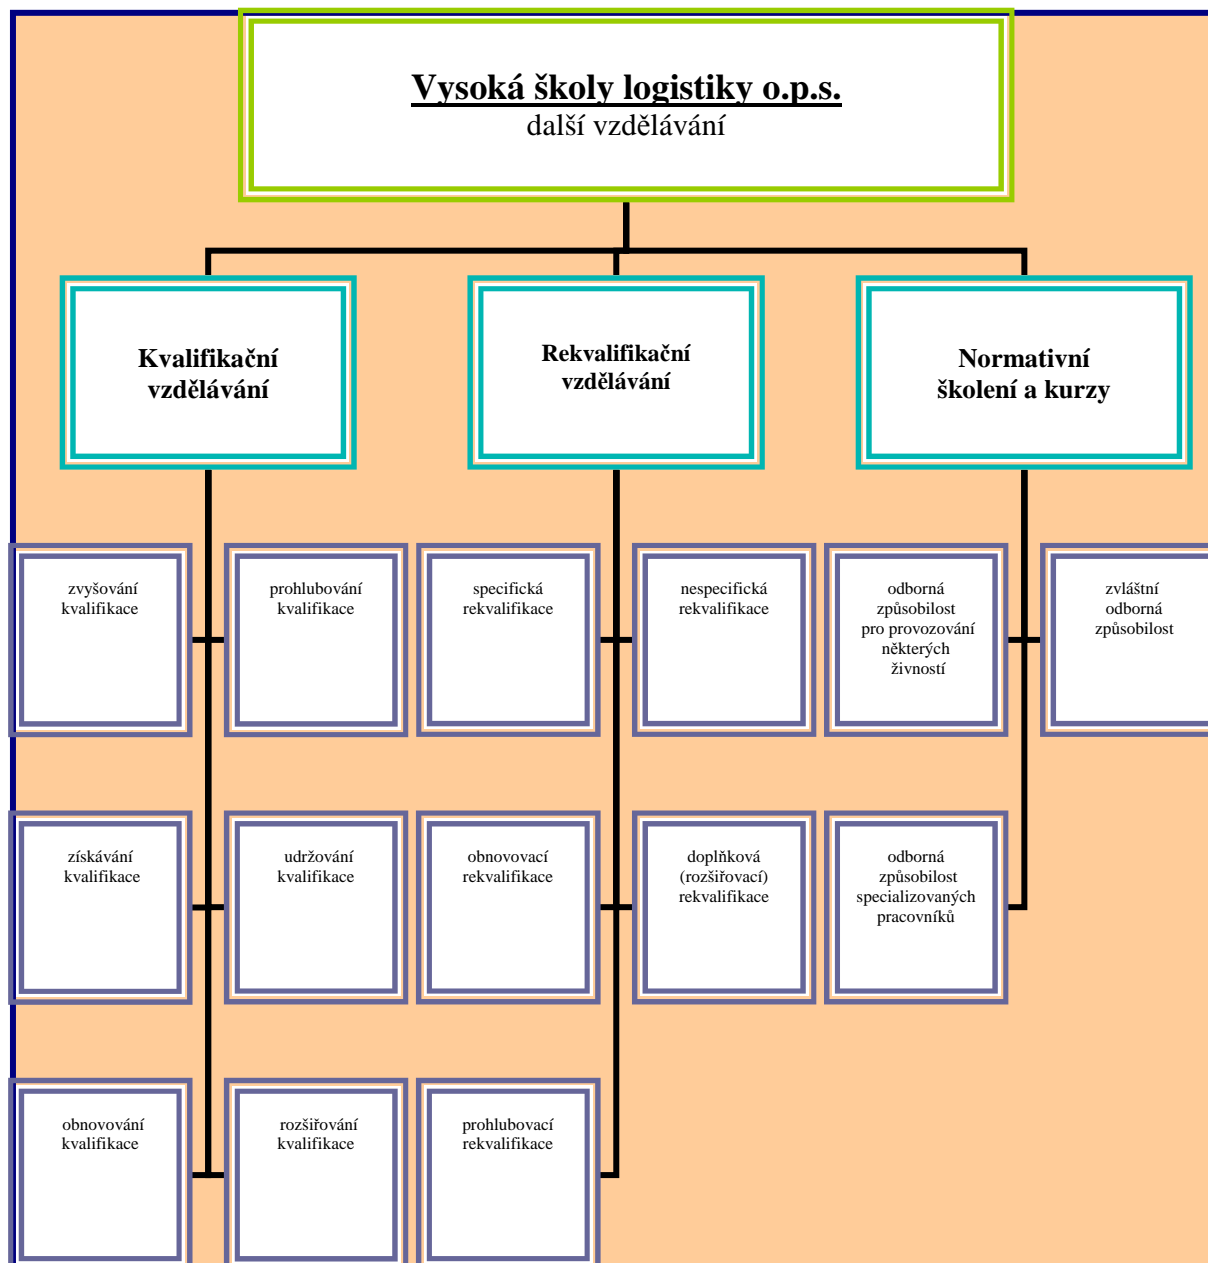 Vysoká školy logistiky o.p.s.
další vzdělávání
Kvalifikační
vzdělávání
Rekvalifikační
vzdělávání
Normativní
školení a kurzy
zvyšování
kvalifikace
prohlubování
kvalifikace
specifická
rekvalifikace
nespecifická
rekvalifikace
odborná
způsobilost
pro provozování
některých
živností
zvláštní
odborná
způsobilost
získávání
kvalifikace
udržování
kvalifikace
obnovovací
rekvalifikace
doplňková
(rozšiřovací)
rekvalifikace
odborná
způsobilost
specializovaných
pracovníků
obnovování
kvalifikace
rozšiřování
kvalifikace
prohlubovací
rekvalifikace